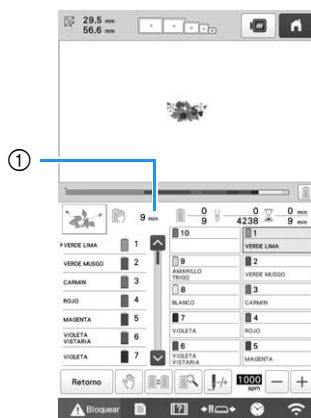 29.5 mm
56.6 mm
1
9 min
0
9
0
4238
0 min
9 min
VERDE LIMA 1
VERDE MUSGO 2
CARMIN 3
ROJO 4
MAGENTA 5
VIOLETA VISTARIA 6
VIOLETA 7
10
9
AMARILLO TRIGO
8
BLANCO
7
VIOLETA
6
VIOLETA VISTARIA
1
VERDE LIMA
2
VERDE MUSGO
3
CARMIN
4
ROJO
5
MAGENTA
Retorno
1000 spm
- +
Bloquear